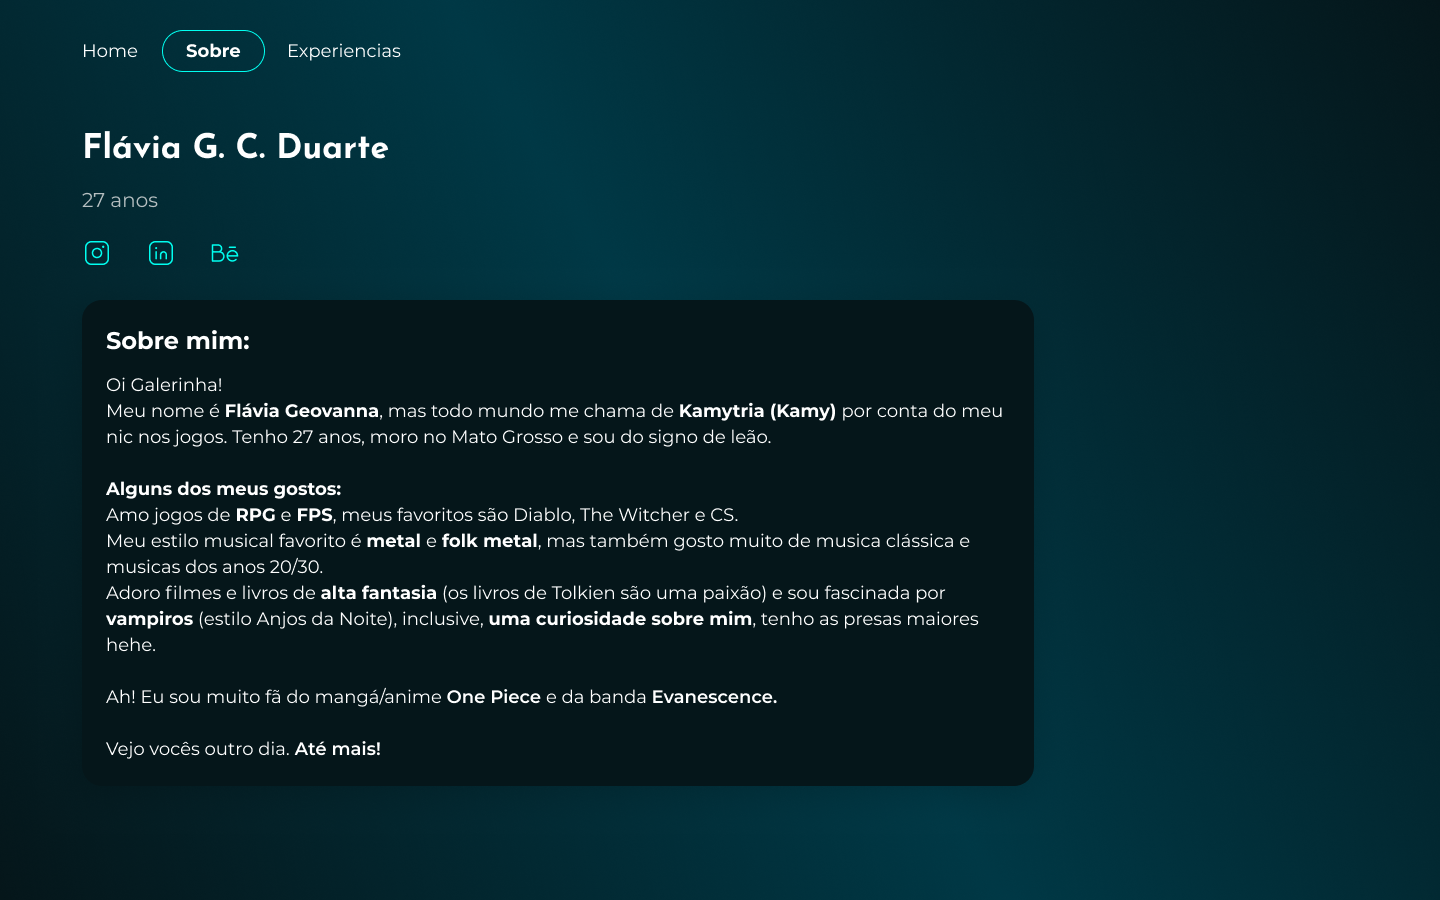 Home Sobre Experiencias
Flávia G. C. Duarte
27 anos
in Bē
Sobre mim:
Oi Galerinha!
Meu nome é Flávia Geovanna, mas todo mundo me chama de Kamytria (Kamy) por conta do meu
nic nos jogos. Tenho 27 anos, moro no Mato Grosso e sou do signo de leão.
Alguns dos meus gostos:
Amo jogos de RPG e FPS, meus favoritos são Diablo, The Witcher e CS.
Meu estilo musical favorito é metal e folk metal, mas também gosto muito de musica clássica e
musicas dos anos 20/30.
Adoro filmes e livros de alta fantasia (os livros de Tolkien são uma paixão) e sou fascinada por
vampiros (estilo Anjos da Noite), inclusive, uma curiosidade sobre mim, tenho as presas maiores
hehe.
Ah! Eu sou muito fã do mangá/anime One Piece e da banda Evanescence.
Vejo vocês outro dia. Até mais!